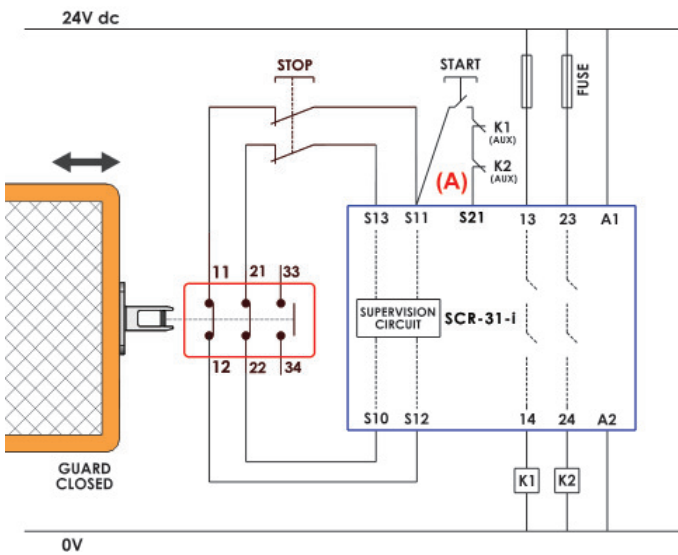 24V dc
STOP
START
FUSE
K1
(AUX)
K2
(AUX)
(A)
S13 S11 S21 13 23 A1
11 21 33
SUPERVISION
CIRCUIT
SCR-31-i
12 22 34
S10 S12 14 24 A2
GUARD
CLOSED
K1 K2
0V